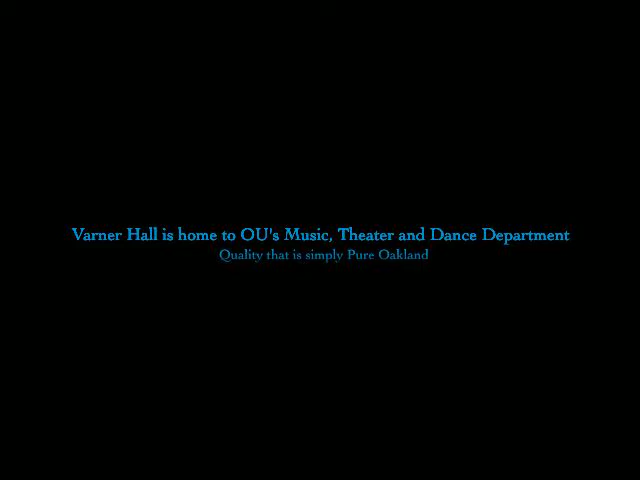 Varner Hall is home to OU's Music, Theater and Dance Department
Quality that is simply Pure Oakland